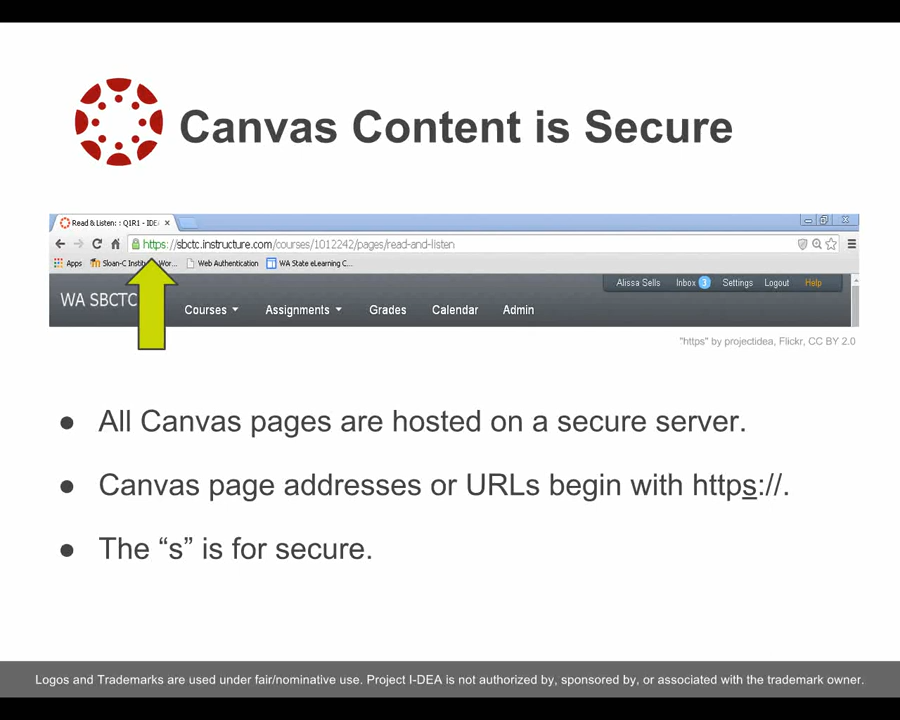 Canvas Content is Secure
Read & Listen: : Q1R1 - IDE
https://sbctc.instructure.com/courses/1012242/pages/read-and-listen
Apps Sloan-C Instit Wor... Web Authentication WA State eLearning C...
Alissa Sells Inbox 3 Settings Logout Help
WA SBCTC Courses Assignments Grades Calendar Admin
"https" by projectidea, Flickr, CC BY 2.0
● All Canvas pages are hosted on a secure server.
● Canvas page addresses or URLs begin with https://.
● The “s” is for secure.
Logos and Trademarks are used under fair/nominative use. Project I-DEA is not authorized by, sponsored by, or associated with the trademark owner.